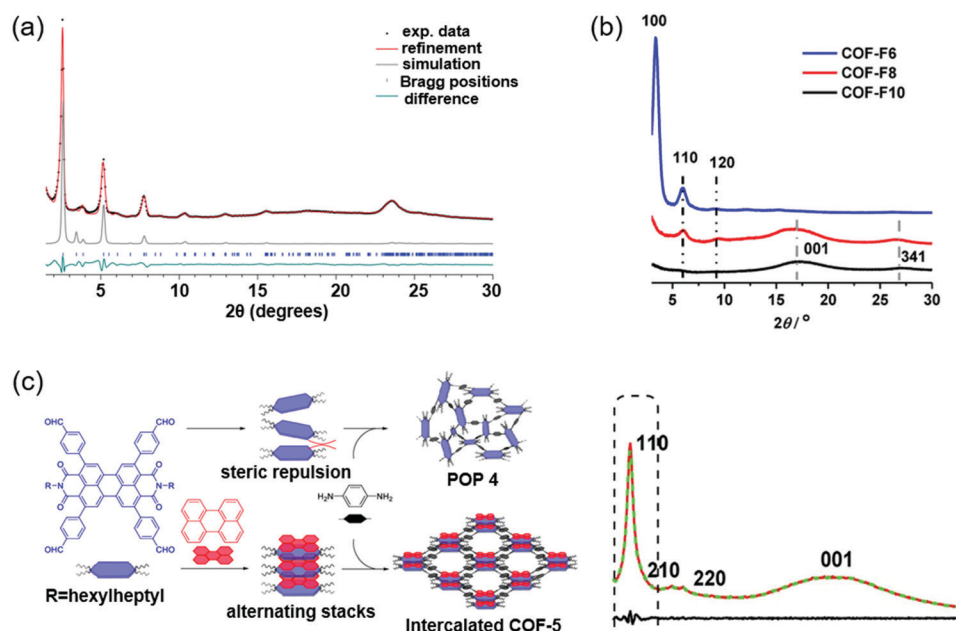 (a)
exp. data
refinement
simulation
Bragg positions
difference
5
10
15
20
25
30
2θ (degrees)
(b)
100
COF-F6
COF-F8
COF-F10
110
120
001
341
5
10
15
20
25
30
2θ/°
(c)
CHO
CHO
O
N
O
R
O
N
O
R
CHO
CHO
R=hexylheptyl
steric repulsion
alternating stacks
H₂N
NH₂
POP 4
Intercalated COF-5
110
210
220
001